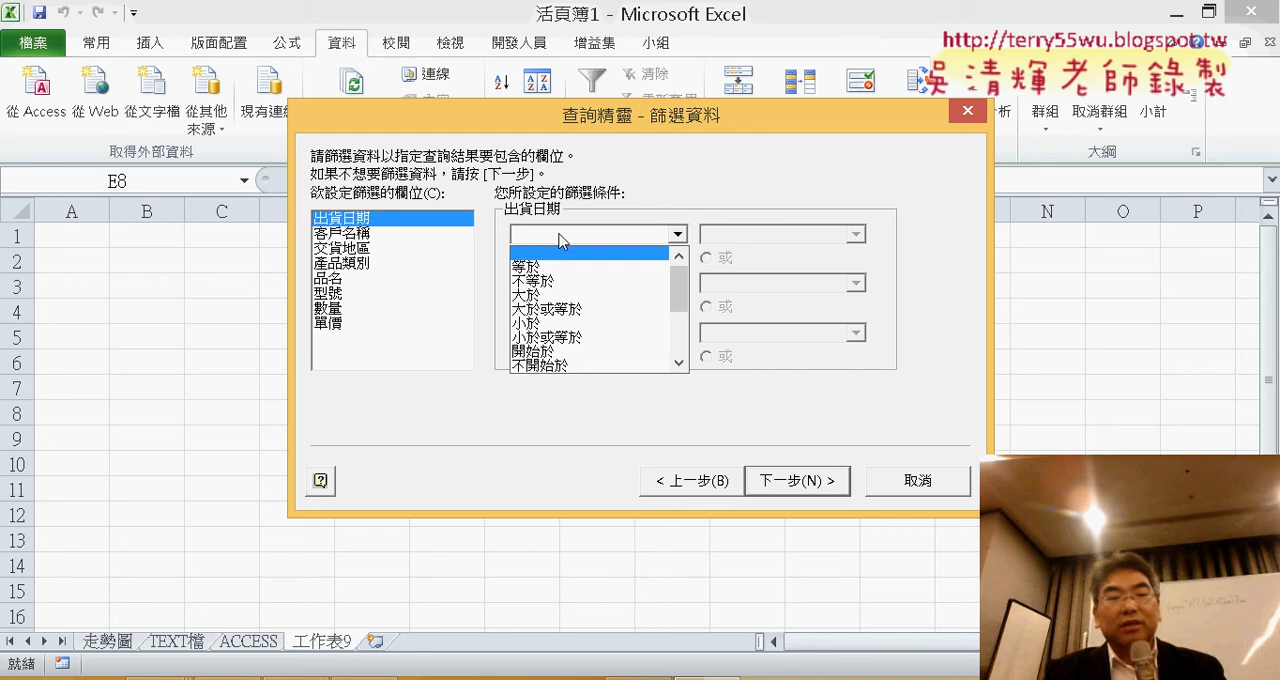 活頁簿1 - Microsoft Excel
檔案 常用 插入 版面配置 公式 資料 校閱 檢視 開發人員 增益集 小組
http://terry55wu.blogspot.tw
吳清輝老師錄製
連線 清除
從 Access 從 Web 從文字檔 從其他來源 現有連
群組 取消群組 小計
取得外部資料 大綱
E8
A B C N O P
查詢精靈 - 篩選資料
請篩選資料以指定查詢結果要包含的欄位。
如果不想要篩選資料，請按 [下一步]。
欲設定篩選的欄位(C): 您所設定的篩選條件:
出貨日期
客戶名稱
交貨地區
產品類別
品名
型號
數量
單價
出貨日期
等於
不等於
大於
大於或等於
小於
小於或等於
開始於
不開始於
或
或
或
< 上一步(B) 下一步(N) > 取消
1
2
3
4
5
6
7
8
9
10
11
12
13
14
15
16
走勢圖 TEXT檔 ACCESS 工作表9
就緒